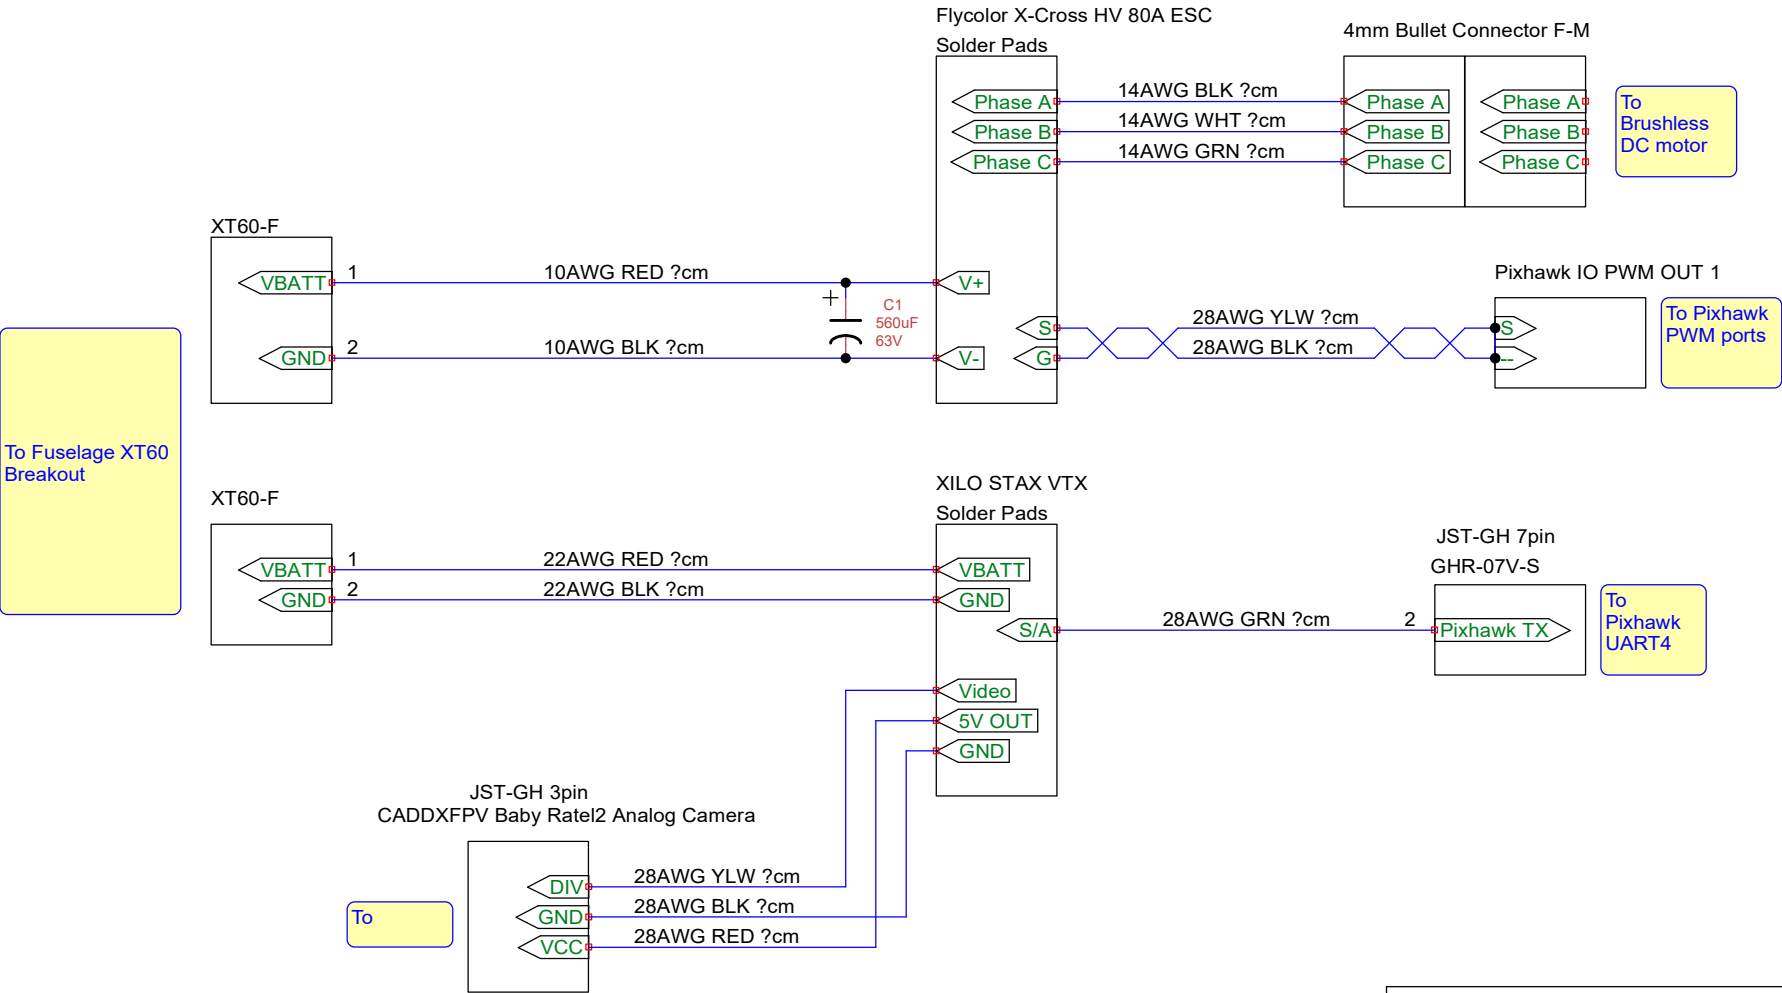 Flycolor X-Cross HV 80A ESC
Solder Pads
4mm Bullet Connector F-M
Phase A
14AWG BLK ?cm
Phase A
Phase A
Phase B
14AWG WHT ?cm
Phase B
Phase B
Phase C
14AWG GRN ?cm
Phase C
Phase C
To
Brushless
DC motor
XT60-F
VBATT
1
10AWG RED ?cm
V+
+
C1
560uF
63V
GND
2
10AWG BLK ?cm
V-
S
G
28AWG YLW ?cm
28AWG BLK ?cm
Pixhawk IO PWM OUT 1
S
--
To Pixhawk
PWM ports
To Fuselage XT60
Breakout
XT60-F
VBATT
1
22AWG RED ?cm
GND
2
22AWG BLK ?cm
XILO STAX VTX
Solder Pads
VBATT
GND
S/A
28AWG GRN ?cm
2
JST-GH 7pin
GHR-07V-S
Pixhawk TX
To
Pixhawk
UART4
Video
5V OUT
GND
JST-GH 3pin
CADDXFPV Baby Ratel2 Analog Camera
To
DIV
28AWG YLW ?cm
GND
28AWG BLK ?cm
VCC
28AWG RED ?cm